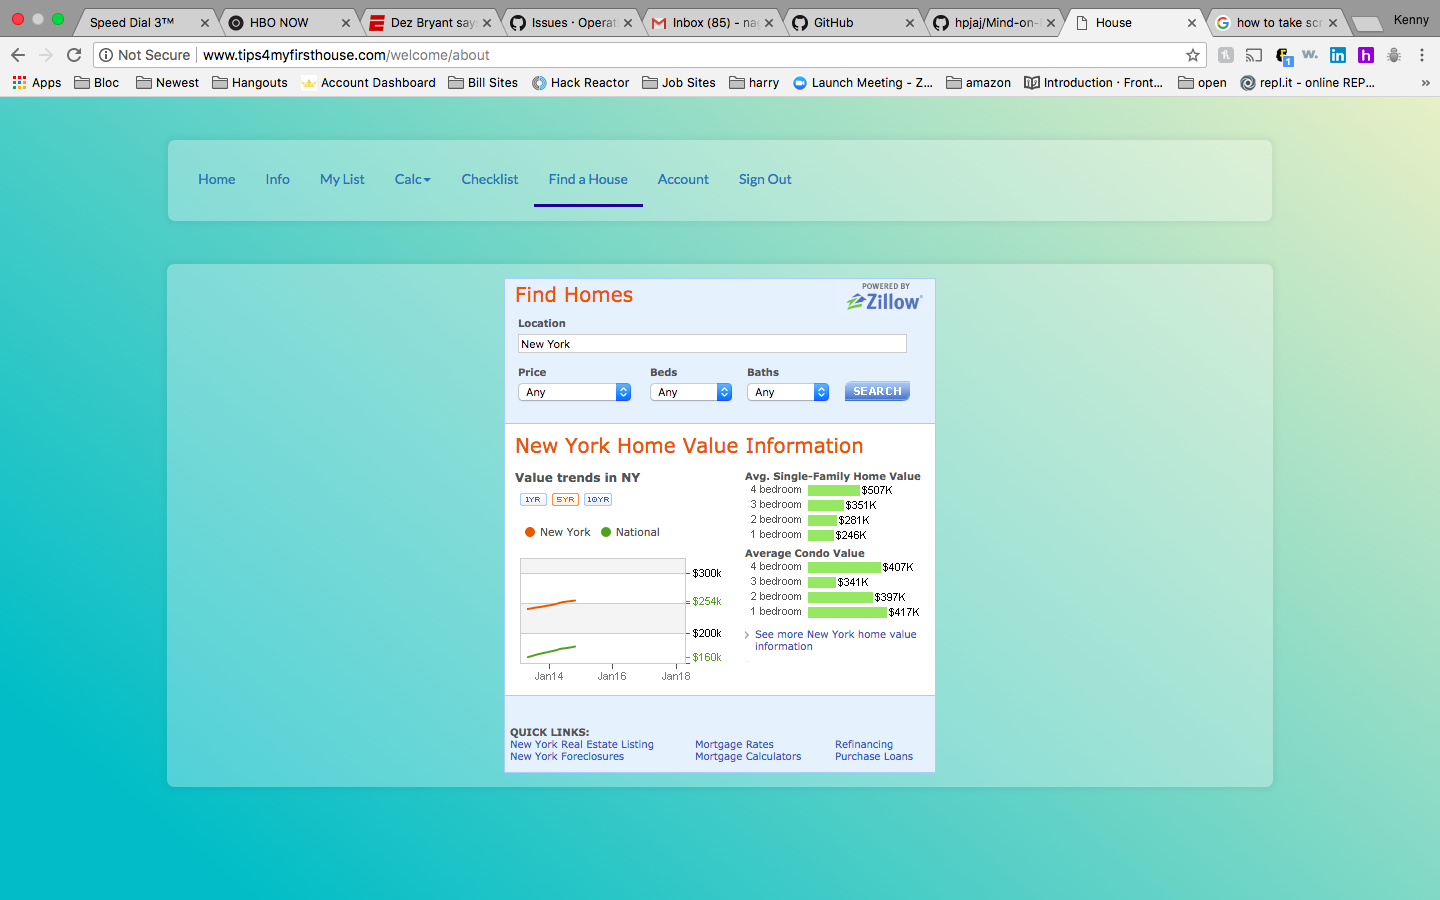 Speed Dial 3™
HBO NOW
Dez Bryant say
Issues · Operat
Inbox (85) - na
GitHub
hpjaj/Mind-on-
House
how to take scr
Kenny
Not Secure www.tips4myfirsthouse.com/welcome/about
Apps Bloc Newest Hangouts Account Dashboard Bill Sites Hack Reactor Job Sites harry Launch Meeting - Z... amazon Introduction · Front... open repl.it - online REP... »
Home Info My List Calc Checklist Find a House Account Sign Out
Find Homes
POWERED BY
Zillow
Location
New York
Price Beds Baths
Any Any Any SEARCH
New York Home Value Information
Value trends in NY
1YR 5YR 10YR
New York National
$300k
$254k
$200k
$160k
Jan14 Jan16 Jan18
Avg. Single-Family Home Value
4 bedroom $507K
3 bedroom $351K
2 bedroom $281K
1 bedroom $246K
Average Condo Value
4 bedroom $407K
3 bedroom $341K
2 bedroom $397K
1 bedroom $417K
See more New York home value
information
QUICK LINKS:
New York Real Estate Listing Mortgage Rates Refinancing
New York Foreclosures Mortgage Calculators Purchase Loans